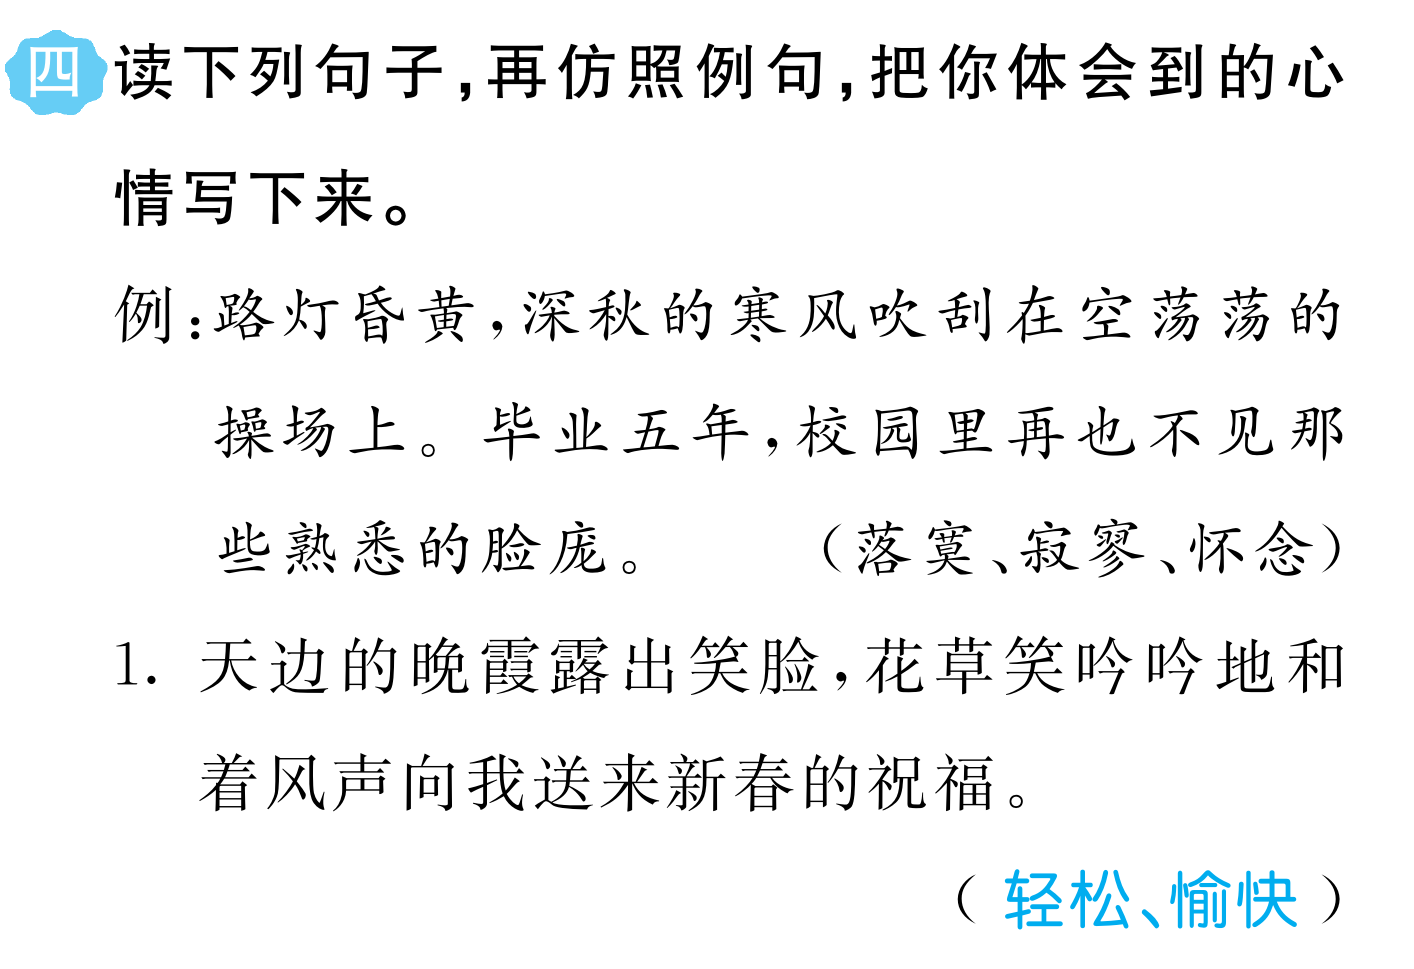 四 读下列句子,再仿照例句,把你体会到的心
情写下来。
例:路灯昏黄,深秋的寒风吹刮在空荡荡的
操场上。毕业五年,校园里再也不见那
些熟悉的脸庞。 (落寞、寂寥、怀念)
1. 天边的晚霞露出笑脸,花草笑吟吟地和
着风声向我送来新春的祝福。
(轻松、愉快)